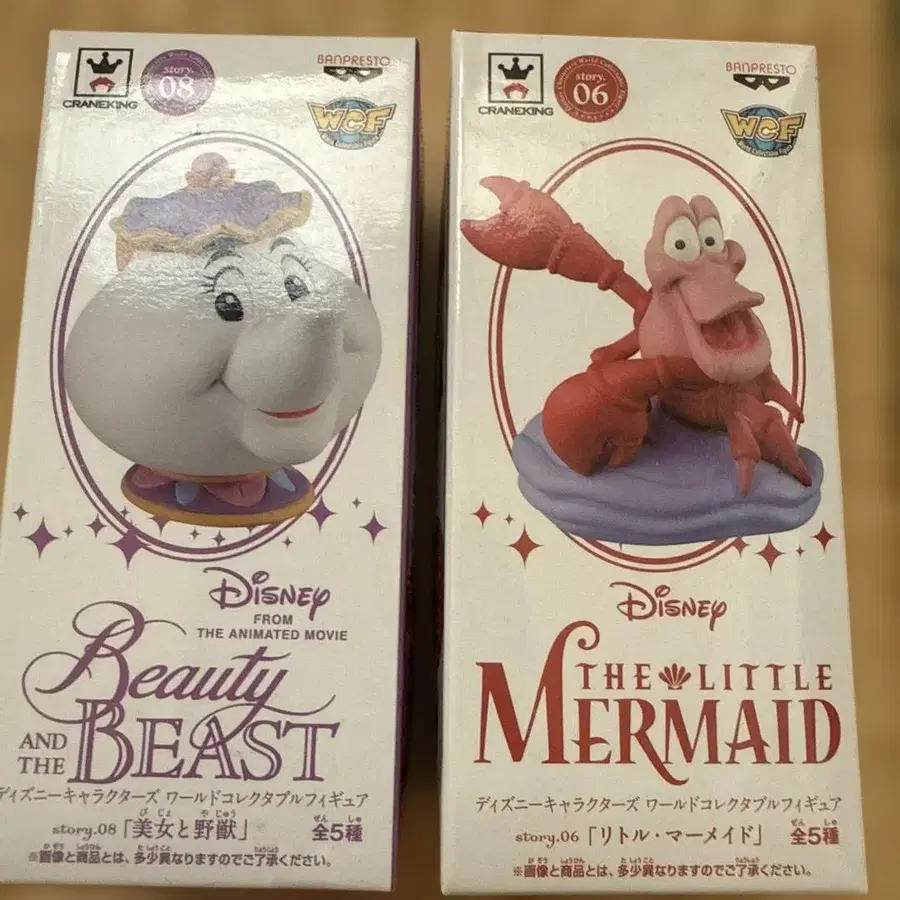 CRANEKING
story.
08
BANPRESTO
WCF
World Collectable Figure
Disney
FROM
THE ANIMATED MOVIE
Beauty
AND THE BEAST
ディズニーキャラクターズ ワールドコレクタブルフィギュア
story.08「美女と野獣」 全5種
※画像と商品とは、多少異なりますのでご了承ください。
CRANEKING
story.
06
BANPRESTO
WCF
World Collectable Figure
Disney
THE LITTLE
MERMAID
ディズニーキャラクターズ ワールドコレクタブルフィギュア
story.06「リトル・マーメイド」 全5種
※画像と商品とは、多少異なりますのでご了承ください。